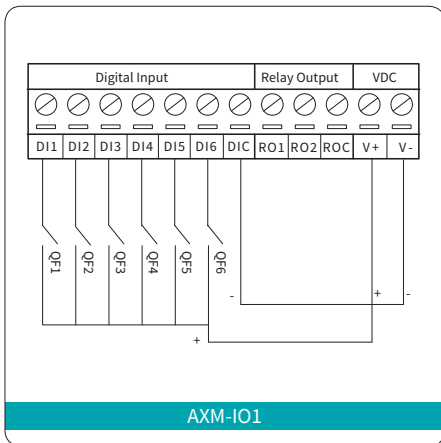 Digital Input Relay Output VDC
DI1 DI2 DI3 DI4 DI5 DI6 DIC RO1 RO2 ROC V+ V-
QF1 QF2 QF3 QF4 QF5 QF6
- + -
+
AXM-IO1